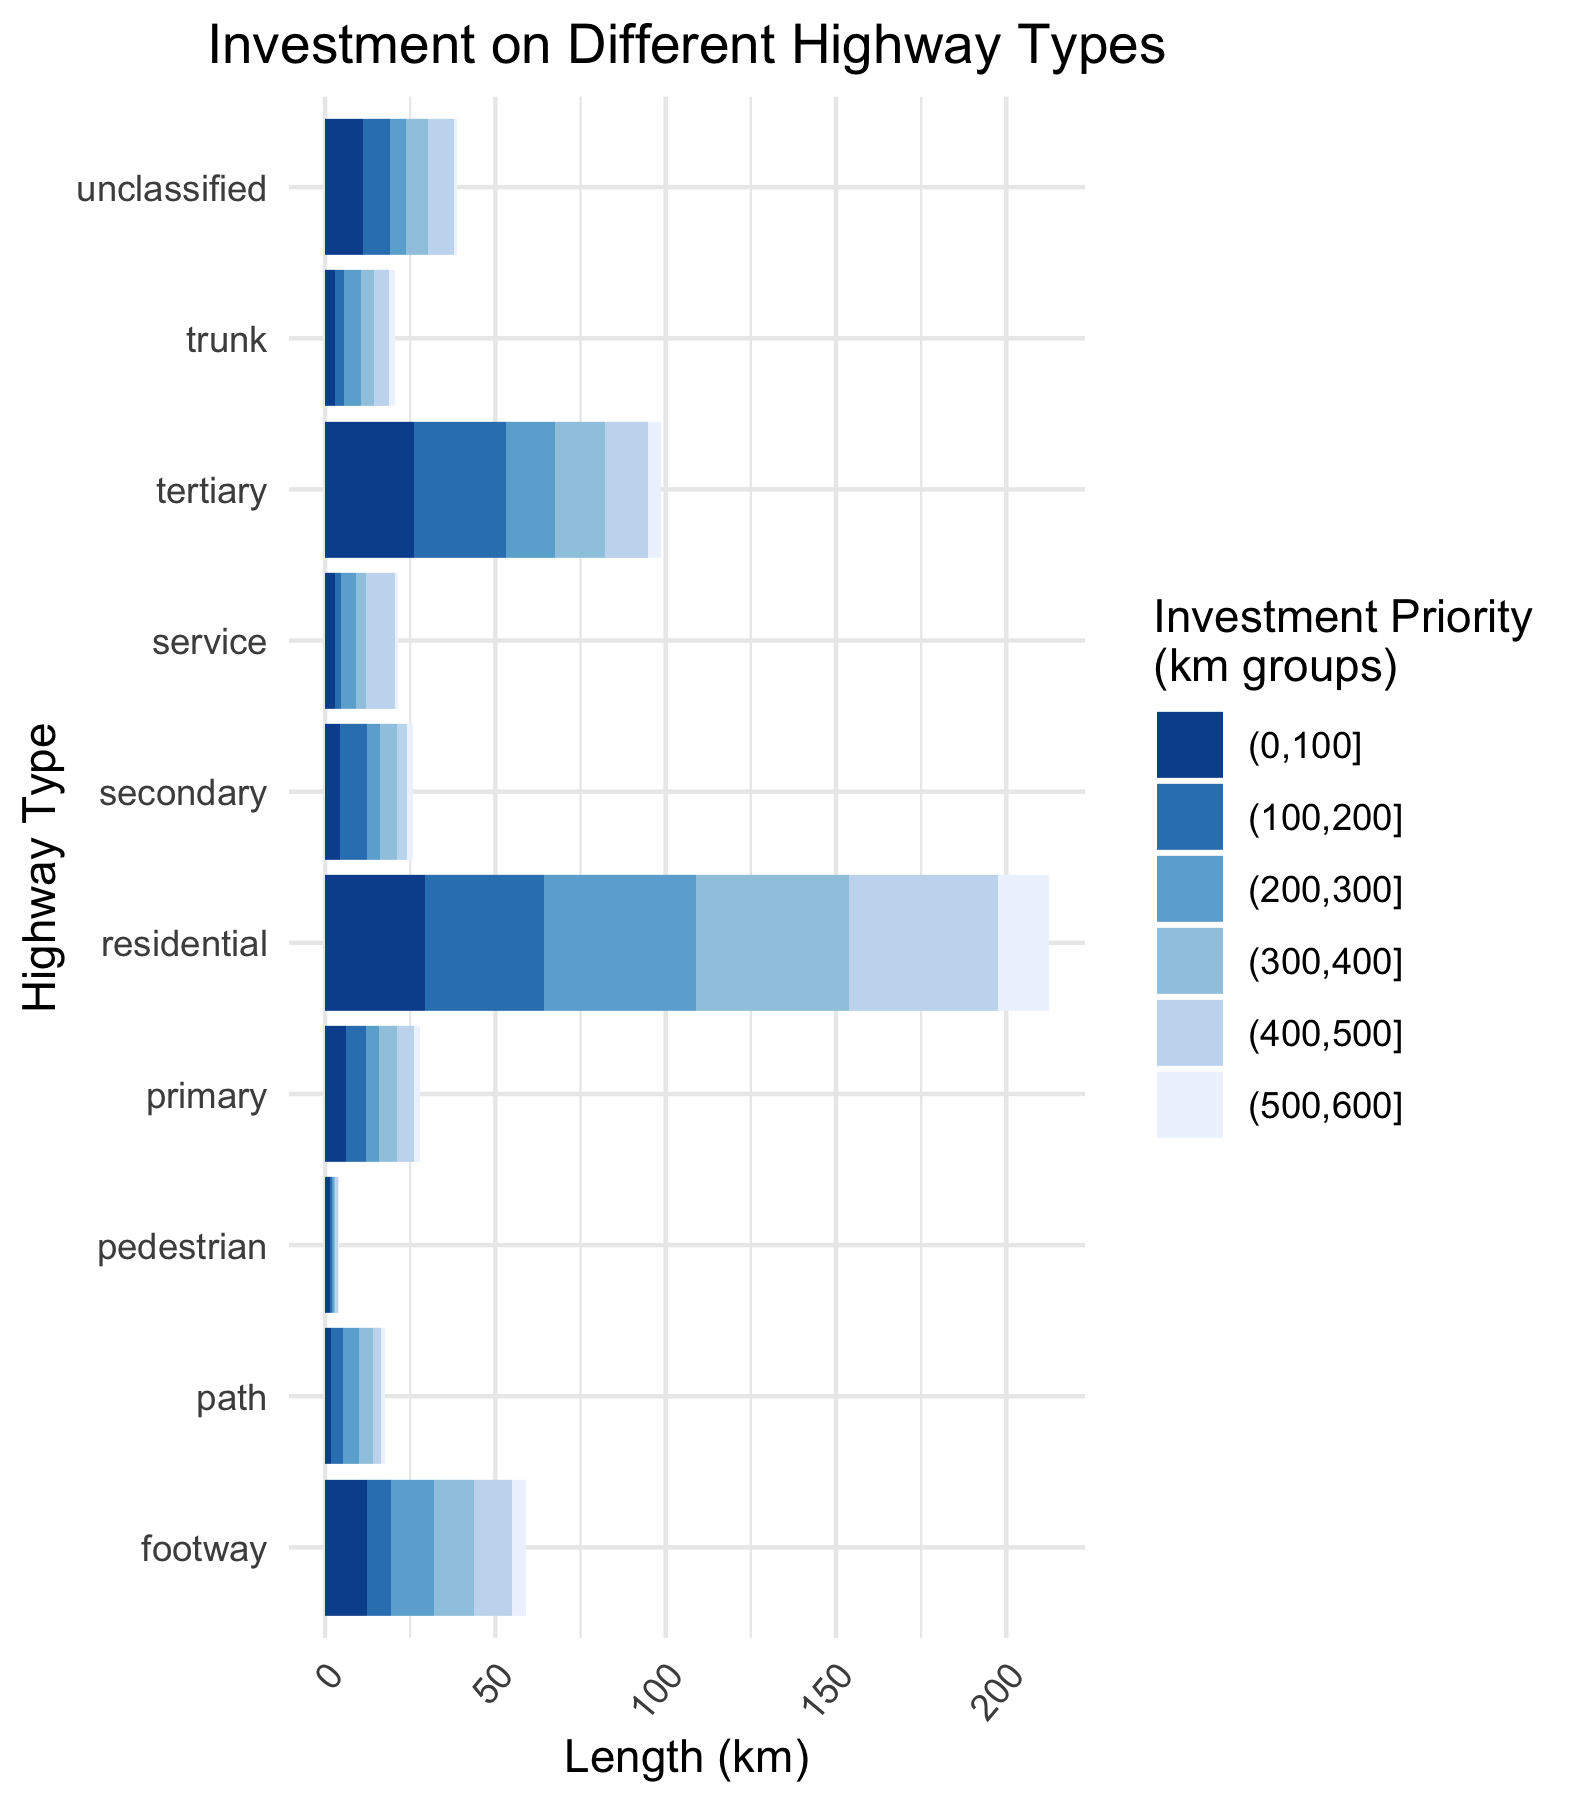 Investment on Different Highway Types
Highway Type
unclassified
trunk
tertiary
service
secondary
residential
primary
pedestrian
path
footway
0
50
100
150
200
Length (km)
Investment Priority
(km groups)
(0,100]
(100,200]
(200,300]
(300,400]
(400,500]
(500,600]